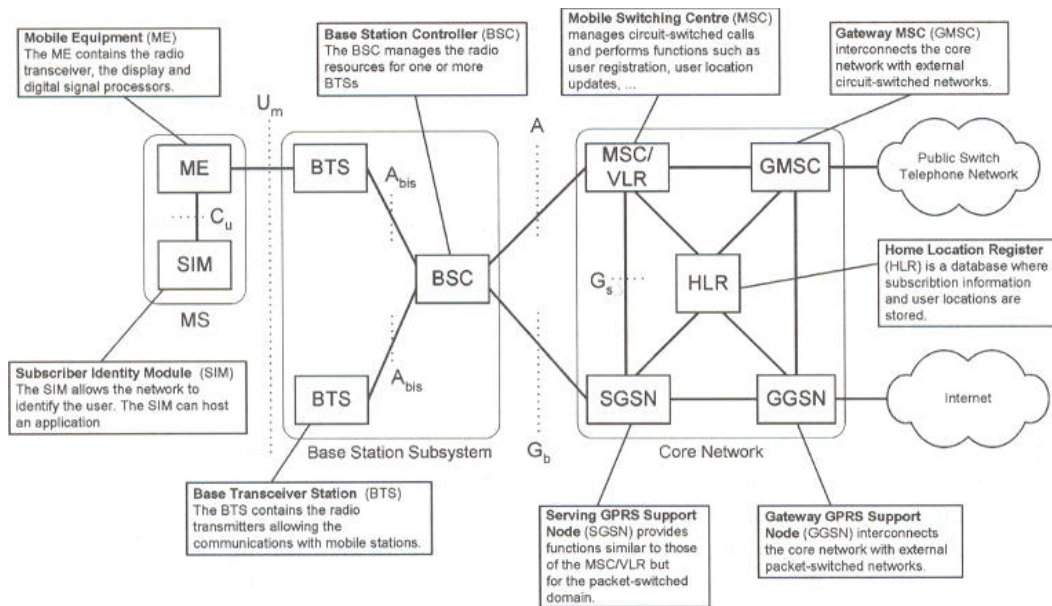 Mobile Equipment (ME)
The ME contains the radio
transceiver, the display and
digital signal processors.
Base Station Controller (BSC)
The BSC manages the radio
resources for one or more
BTSs
Mobile Switching Centre (MSC)
manages circuit-switched calls
and performs functions such as
user registration, user location
updates, ...
Gateway MSC (GMSC)
interconnects the core
network with external
circuit-switched networks.
Um
A
ME
BTS
Abis
MSC/
VLR
GMSC
Public Switch
Telephone Network
Cu
SIM
MS
BSC
Gs
HLR
Home Location Register
(HLR) is a database where
subscribtion information
and user locations are
stored.
Subscriber Identity Module (SIM)
The SIM allows the network to
identify the user. The SIM can host
an application
BTS
Abis
SGSN
GGSN
Internet
Base Station Subsystem
Gb
Core Network
Base Transceiver Station (BTS)
The BTS contains the radio
transmitters allowing the
communications with mobile stations.
Serving GPRS Support
Node (SGSN) provides
functions similar to those
of the MSC/VLR but
for the packet-switched
domain.
Gateway GPRS Support
Node (GGSN) interconnects
the core network with external
packet-switched networks.